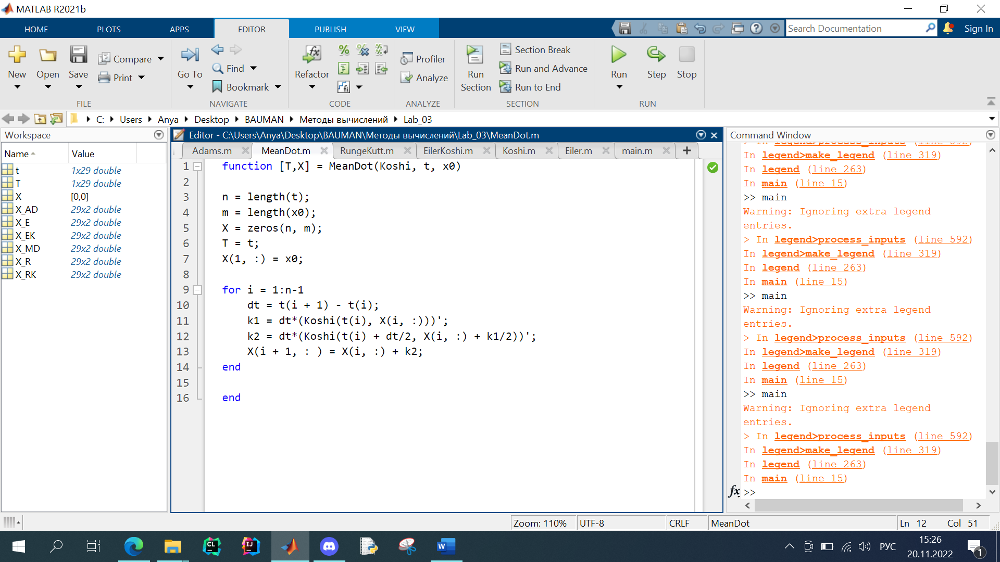 MATLAB R2021b
HOME PLOTS APPS EDITOR PUBLISH VIEW Search Documentation Sign In
New Open Save Compare Print FILE
Go To Find Bookmark NAVIGATE
Refactor CODE
Profiler Analyze ANALYZE
Run Section Section Break Run and Advance Run to End SECTION
Run Step Stop RUN
C: Users Anya Desktop BAUMAN Методы вычислений Lab_03
Workspace
Name Value
t 1x29 double
T 1x29 double
X [0,0]
X_AD 29x2 double
X_E 29x2 double
X_EK 29x2 double
X_MD 29x2 double
X_R 29x2 double
X_RK 29x2 double
Editor - C:\Users\Anya\Desktop\BAUMAN\Методы вычислений\Lab_03\MeanDot.m
Adams.m MeanDot.m RungeKutt.m EilerKoshi.m Koshi.m Eiler.m main.m +
1 function [T,X] = MeanDot(Koshi, t, x0)
2
3 n = length(t);
4 m = length(x0);
5 X = zeros(n, m);
6 T = t;
7 X(1, :) = x0;
8
9 for i = 1:n-1
10 dt = t(i + 1) - t(i);
11 k1 = dt*(Koshi(t(i), X(i, :)))';
12 k2 = dt*(Koshi(t(i) + dt/2, X(i, :) + k1/2))';
13 X(i + 1, : ) = X(i, :) + k2;
14 end
15
16 end
Command Window
> In legend>process_inputs (line 592)
In legend>make_legend (line 319)
In legend (line 263)
In main (line 15)
>> main
Warning: Ignoring extra legend
entries.
> In legend>process_inputs (line 592)
In legend>make_legend (line 319)
In legend (line 263)
In main (line 15)
>> main
Warning: Ignoring extra legend
entries.
> In legend>process_inputs (line 592)
In legend>make_legend (line 319)
In legend (line 263)
In main (line 15)
>> main
Warning: Ignoring extra legend
entries.
> In legend>process_inputs (line 592)
In legend>make_legend (line 319)
In legend (line 263)
In main (line 15)
fx >>
Zoom: 110% UTF-8 CRLF MeanDot Ln 12 Col 51
CL IJ W РУС 15:26
20.11.2022 1